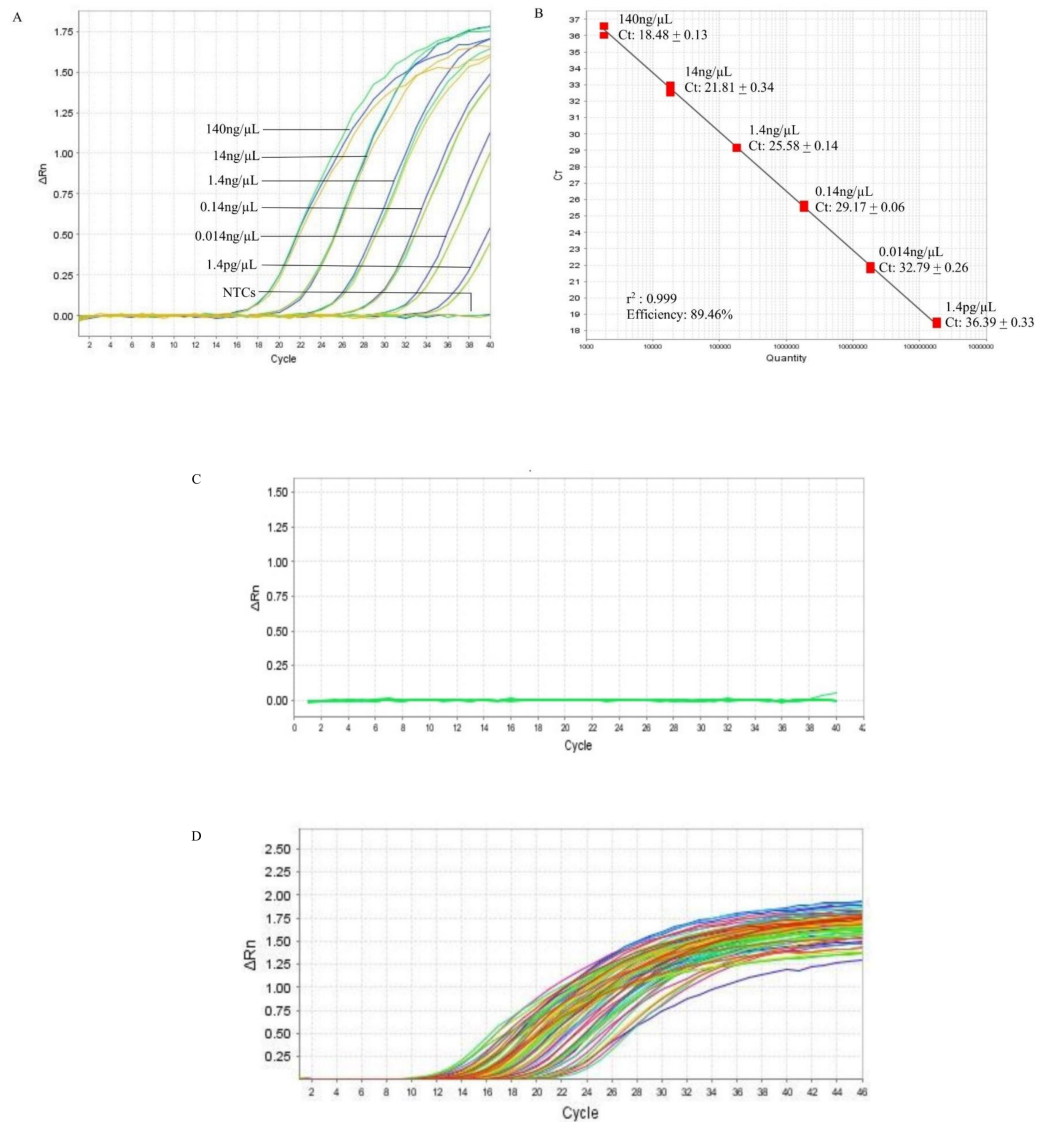 A
1.75
1.50
1.25
1.00
0.75
0.50
0.25
0.00
ΔRn
140ng/µL
14ng/µL
1.4ng/µL
0.14ng/µL
0.014ng/µL
1.4pg/µL
NTCs
2 4 6 8 10 12 14 16 18 20 22 24 26 28 30 32 34 36 38 40
Cycle
B
37
36
35
34
33
32
31
30
29
28
27
26
25
24
23
22
21
20
19
18
CT
140ng/µL
Ct: 18.48 ± 0.13
14ng/µL
Ct: 21.81 ± 0.34
1.4ng/µL
Ct: 25.58 ± 0.14
0.14ng/µL
Ct: 29.17 ± 0.06
0.014ng/µL
Ct: 32.79 ± 0.26
1.4pg/µL
Ct: 36.39 ± 0.33
r² : 0.999
Efficiency: 89.46%
1000 10000 100000 1000000 10000000 100000000 1000000
Quantity
C
1.50
1.25
1.00
0.75
0.50
0.25
0.00
ΔRn
0 2 4 6 8 10 12 14 16 18 20 22 24 26 28 30 32 34 36 38 40
Cycle
D
2.50
2.25
2.00
1.75
1.50
1.25
1.00
0.75
0.50
0.25
ΔRn
2 4 6 8 10 12 14 16 18 20 22 24 26 28 30 32 34 36 38 40 42 44 46
Cycle